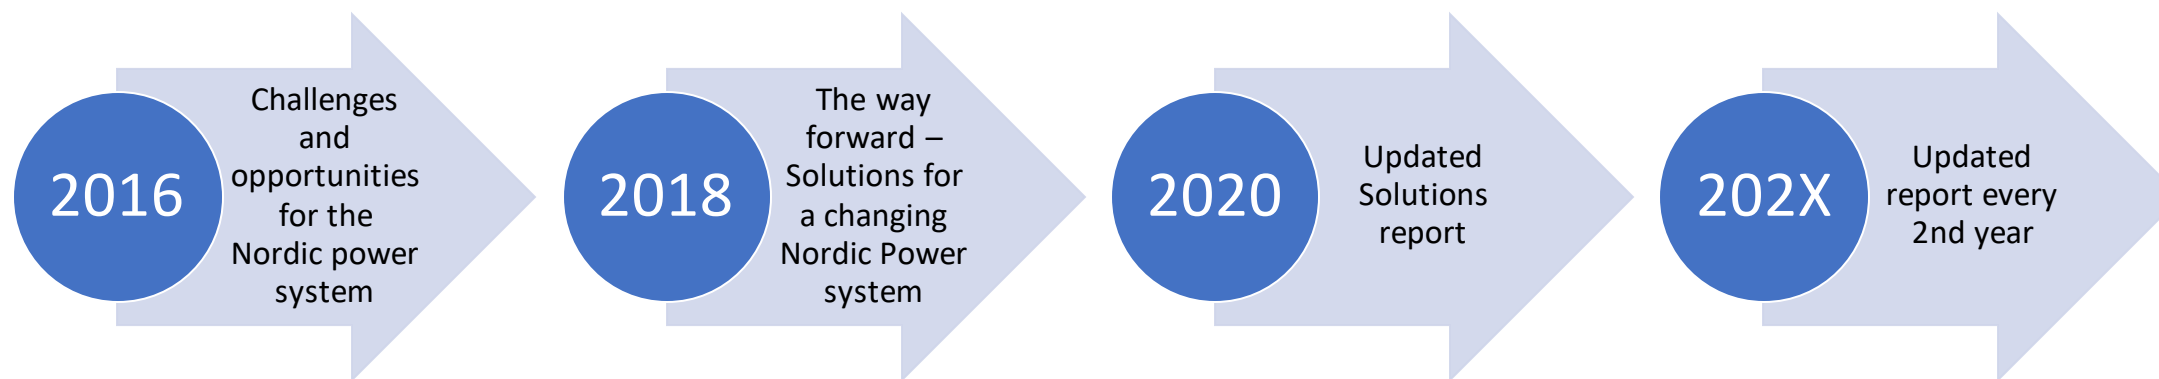 2016
Challenges
and
opportunities
for the
Nordic power
system
2018
The way
forward –
Solutions for
a changing
Nordic Power
system
2020
Updated
Solutions
report
202X
Updated
report every
2nd year